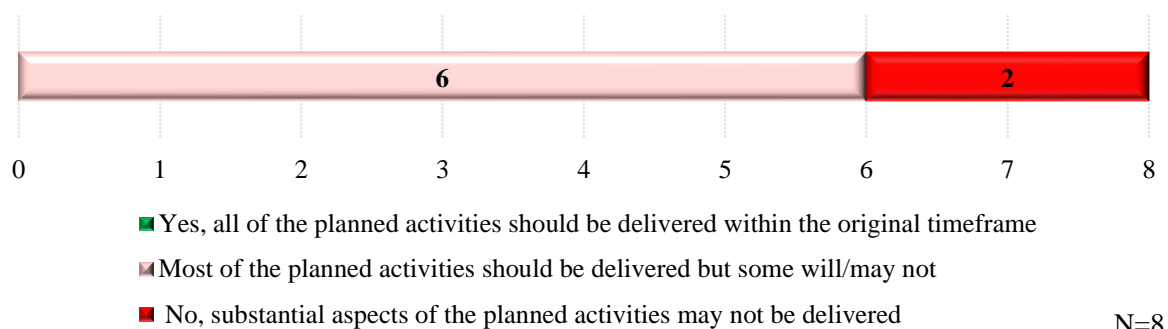 6 2
0 1 2 3 4 5 6 7 8
Yes, all of the planned activities should be delivered within the original timeframe
Most of the planned activities should be delivered but some will/may not
No, substantial aspects of the planned activities may not be delivered
N=8